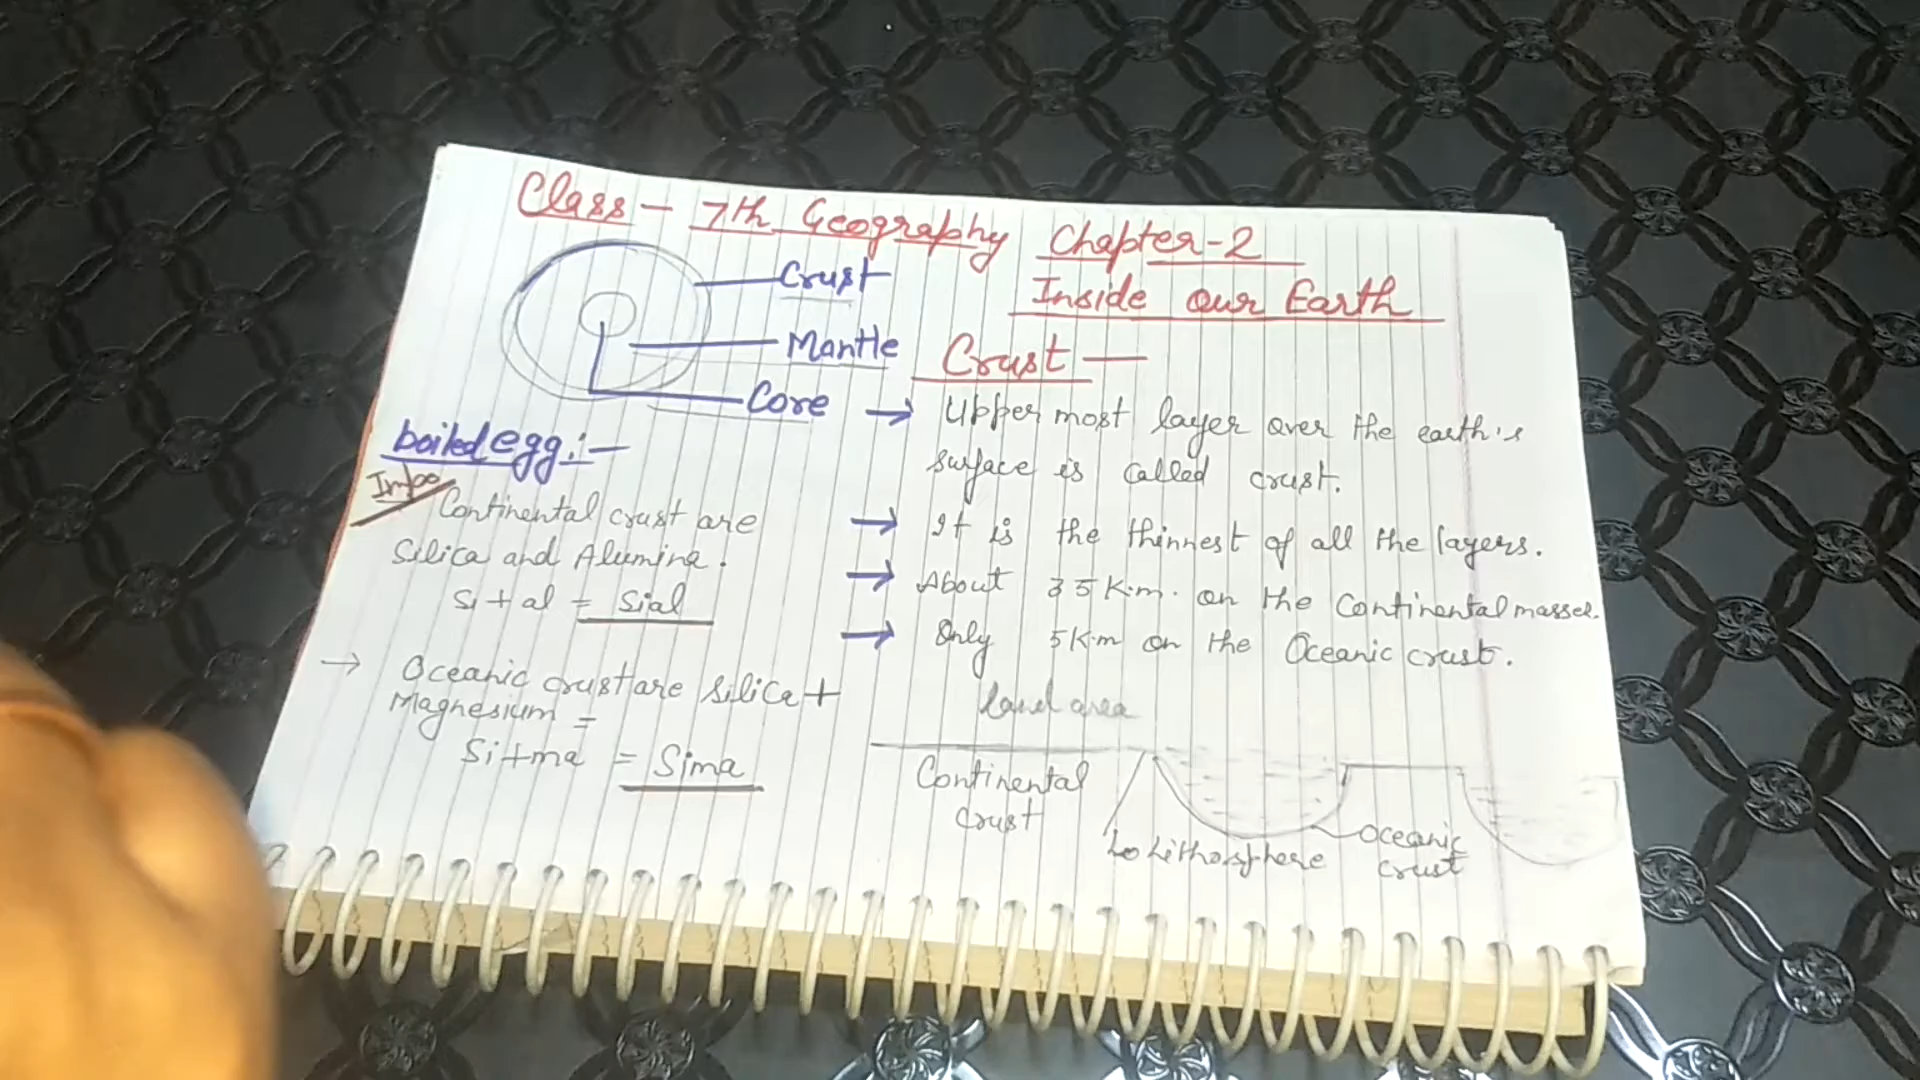 Class - 7th Geography Chapter-2
Inside our Earth
Crust
Mantle
Core
boiled egg :-
Impo
Continental crust are
Silica and Alumina.
Si + al = Sial
→ Oceanic crust are silica +
Magnesium =
Si + ma = Sima
Crust —
→ Upper most layer over the earth's
surface is called crust.
→ It is the thinnest of all the layers.
→ About 35 K.m. on the Continental masses.
→ Only 5 K.m on the Oceanic crust.
land area
Continental
crust
Lithosphere
Oceanic
crust